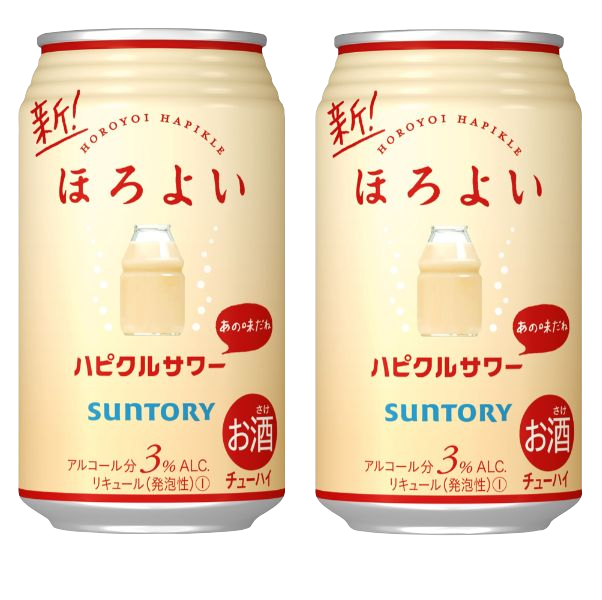 新!
HOROYOI HAPIKLE
ほろよい
あの味だね
ハピクルサワー
SUNTORY
さけ
お酒
アルコール分3%ALC.
リキュール(発泡性)①
チューハイ
新!
HOROYOI HAPIKLE
ほろよい
あの味だね
ハピクルサワー
SUNTORY
さけ
お酒
アルコール分3%ALC.
リキュール(発泡性)①
チューハイ